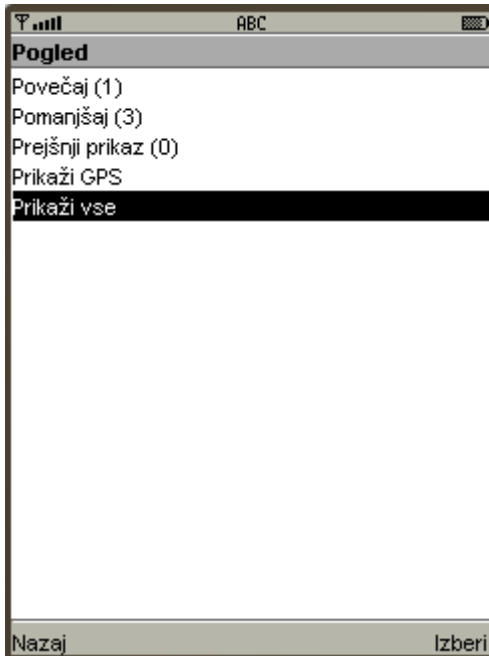 ABC
Pogled
Povečaj (1)
Pomanjšaj (3)
Prejšnji prikaz (0)
Prikaži GPS
Prikaži vse
Nazaj Izberi